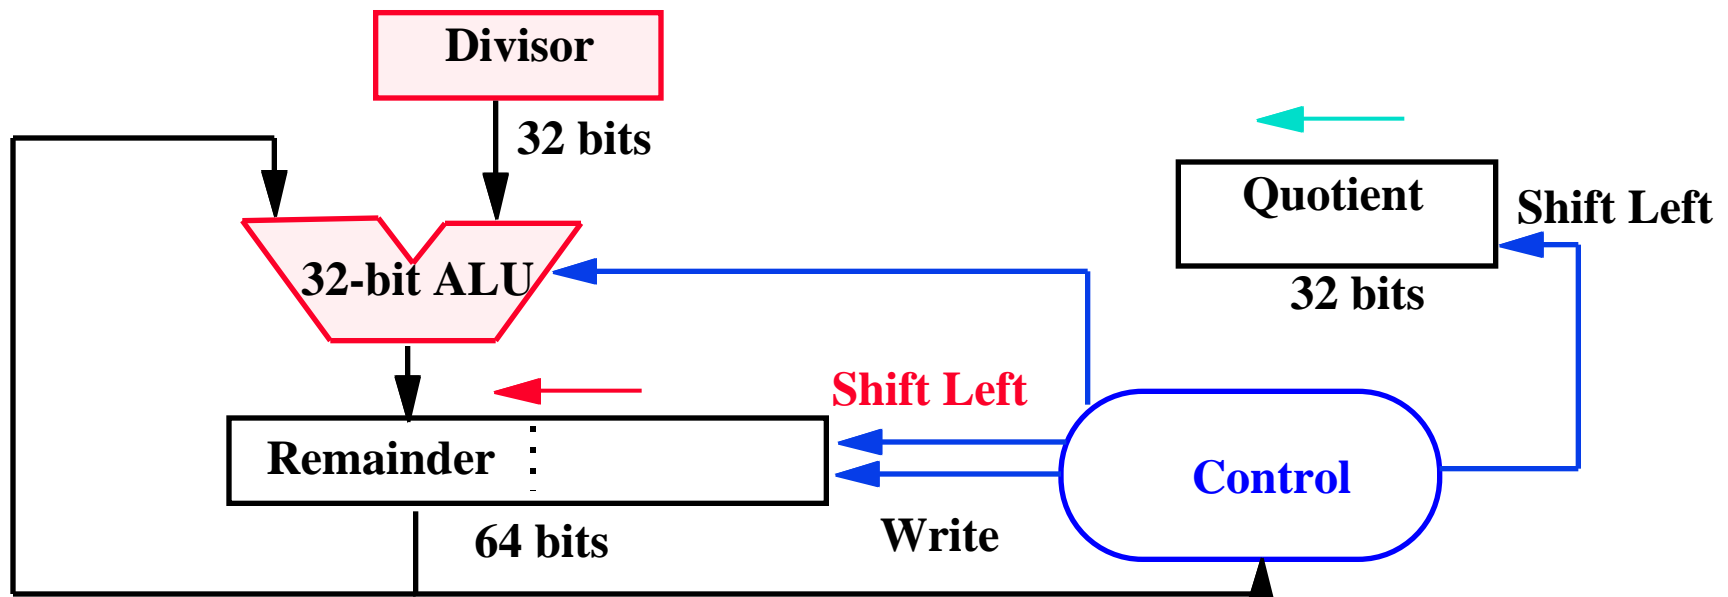 Divisor
32 bits
Quotient
Shift Left
32-bit ALU
32 bits
Shift Left
Remainder
Control
64 bits
Write